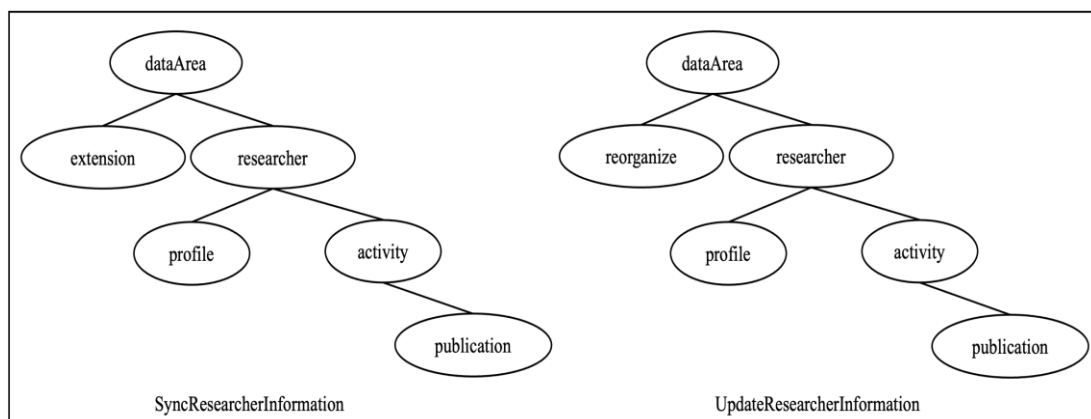 dataArea
extension
researcher
profile
activity
publication
SyncResearcherInformation
dataArea
reorganize
researcher
profile
activity
publication
UpdateResearcherInformation